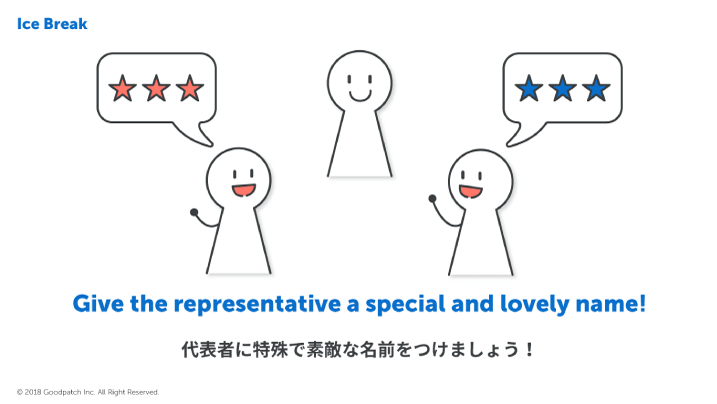 Ice Break
Give the representative a special and lovely name!
代表者に特殊で素敵な名前をつけましょう！
© 2018 Goodpatch Inc. All Right Reserved.